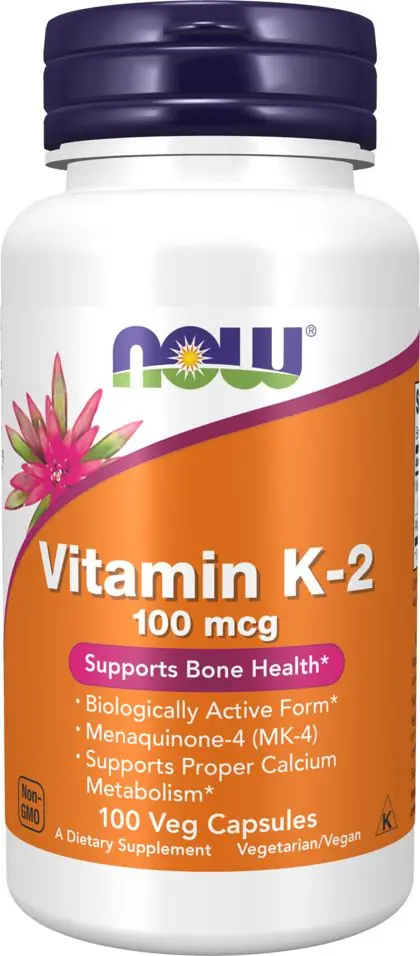 NOW®
Vitamin K-2
100 mcg
Supports Bone Health*
• Biologically Active Form*
• Menaquinone-4 (MK-4)
• Supports Proper Calcium
Metabolism*
Non-
GMO
100 Veg Capsules
K
A Dietary Supplement Vegetarian/Vegan